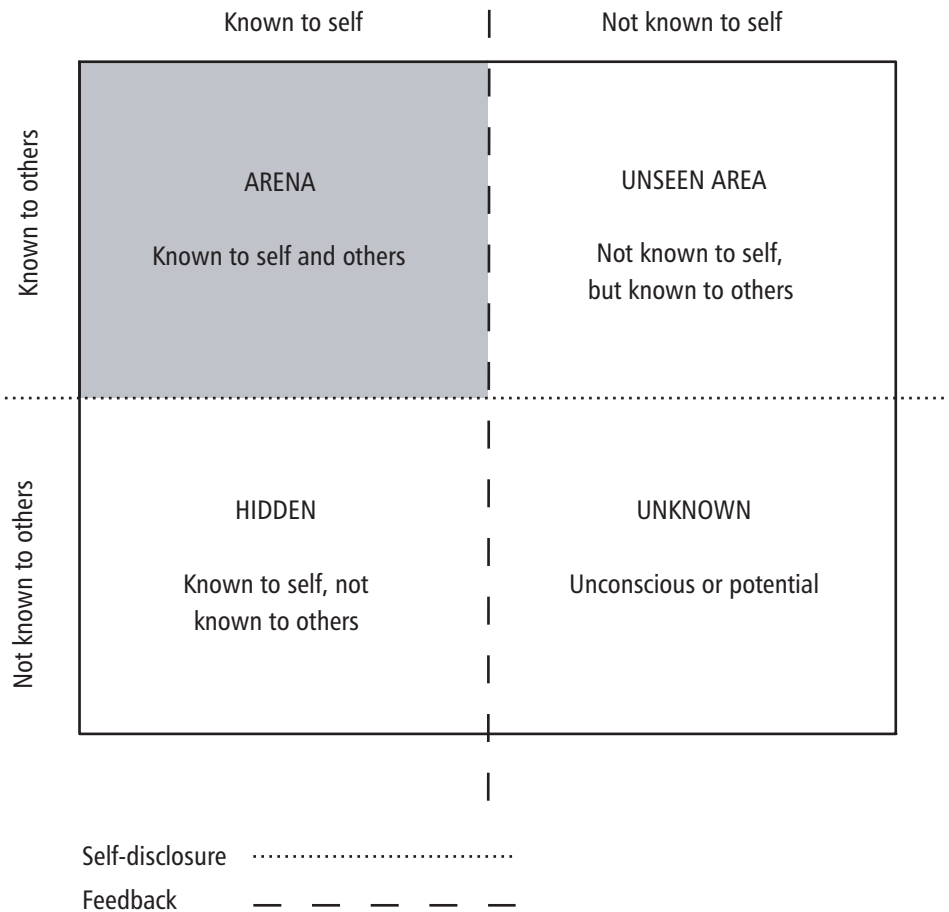 Known to self
Not known to self
Known to others
ARENA
Known to self and others
UNSEEN AREA
Not known to self,
but known to others
Not known to others
HIDDEN
Known to self, not
known to others
UNKNOWN
Unconscious or potential
Self-disclosure
Feedback